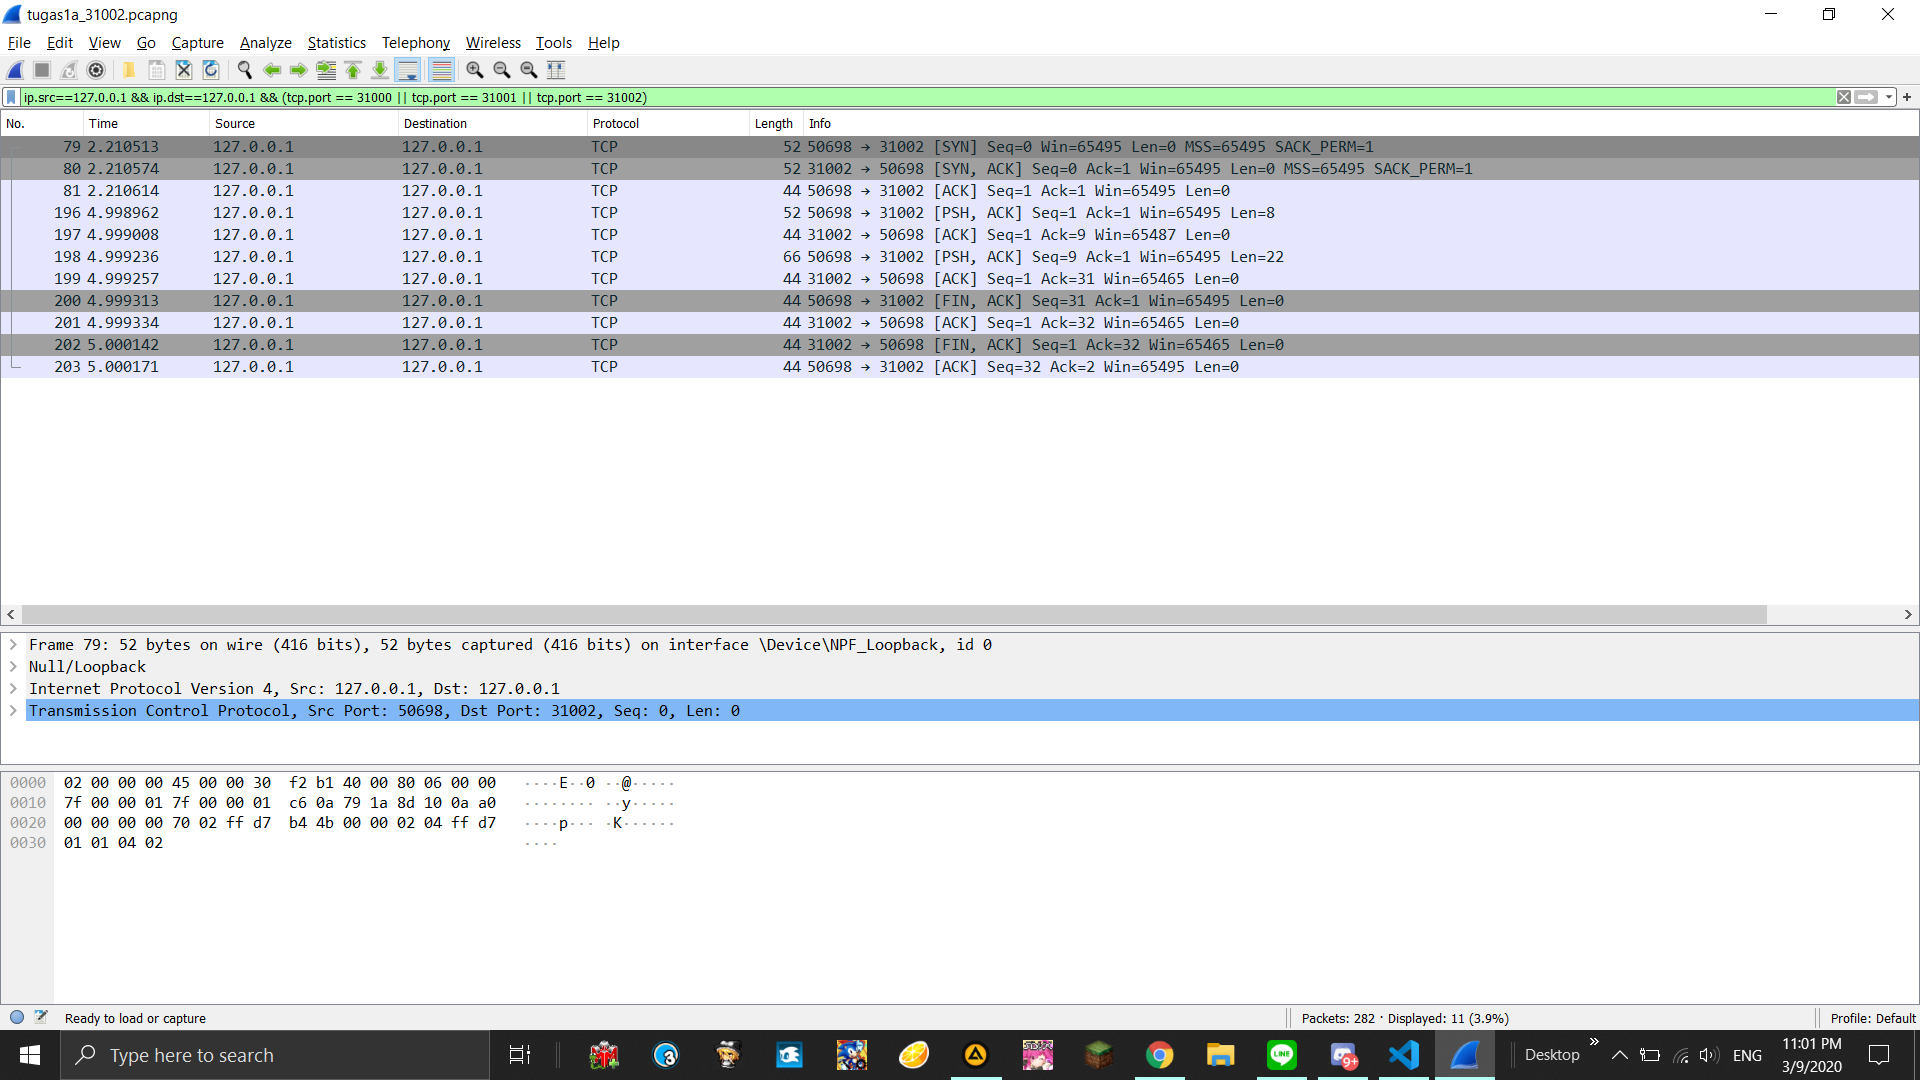 tugas1a_31002.pcapng
File Edit View Go Capture Analyze Statistics Telephony Wireless Tools Help
ip.src==127.0.0.1 && ip.dst==127.0.0.1 && (tcp.port == 31000 || tcp.port == 31001 || tcp.port == 31002)
No. Time Source Destination Protocol Length Info
79 2.210513 127.0.0.1 127.0.0.1 TCP 52 50698 → 31002 [SYN] Seq=0 Win=65495 Len=0 MSS=65495 SACK_PERM=1
80 2.210574 127.0.0.1 127.0.0.1 TCP 52 31002 → 50698 [SYN, ACK] Seq=0 Ack=1 Win=65495 Len=0 MSS=65495 SACK_PERM=1
81 2.210614 127.0.0.1 127.0.0.1 TCP 44 50698 → 31002 [ACK] Seq=1 Ack=1 Win=65495 Len=0
196 4.998962 127.0.0.1 127.0.0.1 TCP 52 50698 → 31002 [PSH, ACK] Seq=1 Ack=1 Win=65495 Len=8
197 4.999008 127.0.0.1 127.0.0.1 TCP 44 31002 → 50698 [ACK] Seq=1 Ack=9 Win=65487 Len=0
198 4.999236 127.0.0.1 127.0.0.1 TCP 66 50698 → 31002 [PSH, ACK] Seq=9 Ack=1 Win=65495 Len=22
199 4.999257 127.0.0.1 127.0.0.1 TCP 44 31002 → 50698 [ACK] Seq=1 Ack=31 Win=65465 Len=0
200 4.999313 127.0.0.1 127.0.0.1 TCP 44 50698 → 31002 [FIN, ACK] Seq=31 Ack=1 Win=65495 Len=0
201 4.999334 127.0.0.1 127.0.0.1 TCP 44 31002 → 50698 [ACK] Seq=1 Ack=32 Win=65465 Len=0
202 5.000142 127.0.0.1 127.0.0.1 TCP 44 31002 → 50698 [FIN, ACK] Seq=1 Ack=32 Win=65465 Len=0
203 5.000171 127.0.0.1 127.0.0.1 TCP 44 50698 → 31002 [ACK] Seq=32 Ack=2 Win=65495 Len=0
Frame 79: 52 bytes on wire (416 bits), 52 bytes captured (416 bits) on interface \Device\NPF_Loopback, id 0
Null/Loopback
Internet Protocol Version 4, Src: 127.0.0.1, Dst: 127.0.0.1
Transmission Control Protocol, Src Port: 50698, Dst Port: 31002, Seq: 0, Len: 0
0000 02 00 00 00 45 00 00 30 f2 b1 40 00 80 06 00 00 ····E··0 ··@·····
0010 7f 00 00 01 7f 00 00 01 c6 0a 79 1a 8d 10 0a a0 ········ ··y·····
0020 00 00 00 00 70 02 ff d7 b4 4b 00 00 02 04 ff d7 ····p··· ·K······
0030 01 01 04 02 ····
Ready to load or capture Packets: 282 · Displayed: 11 (3.9%) Profile: Default
Type here to search Desktop ENG 11:01 PM
3/9/2020